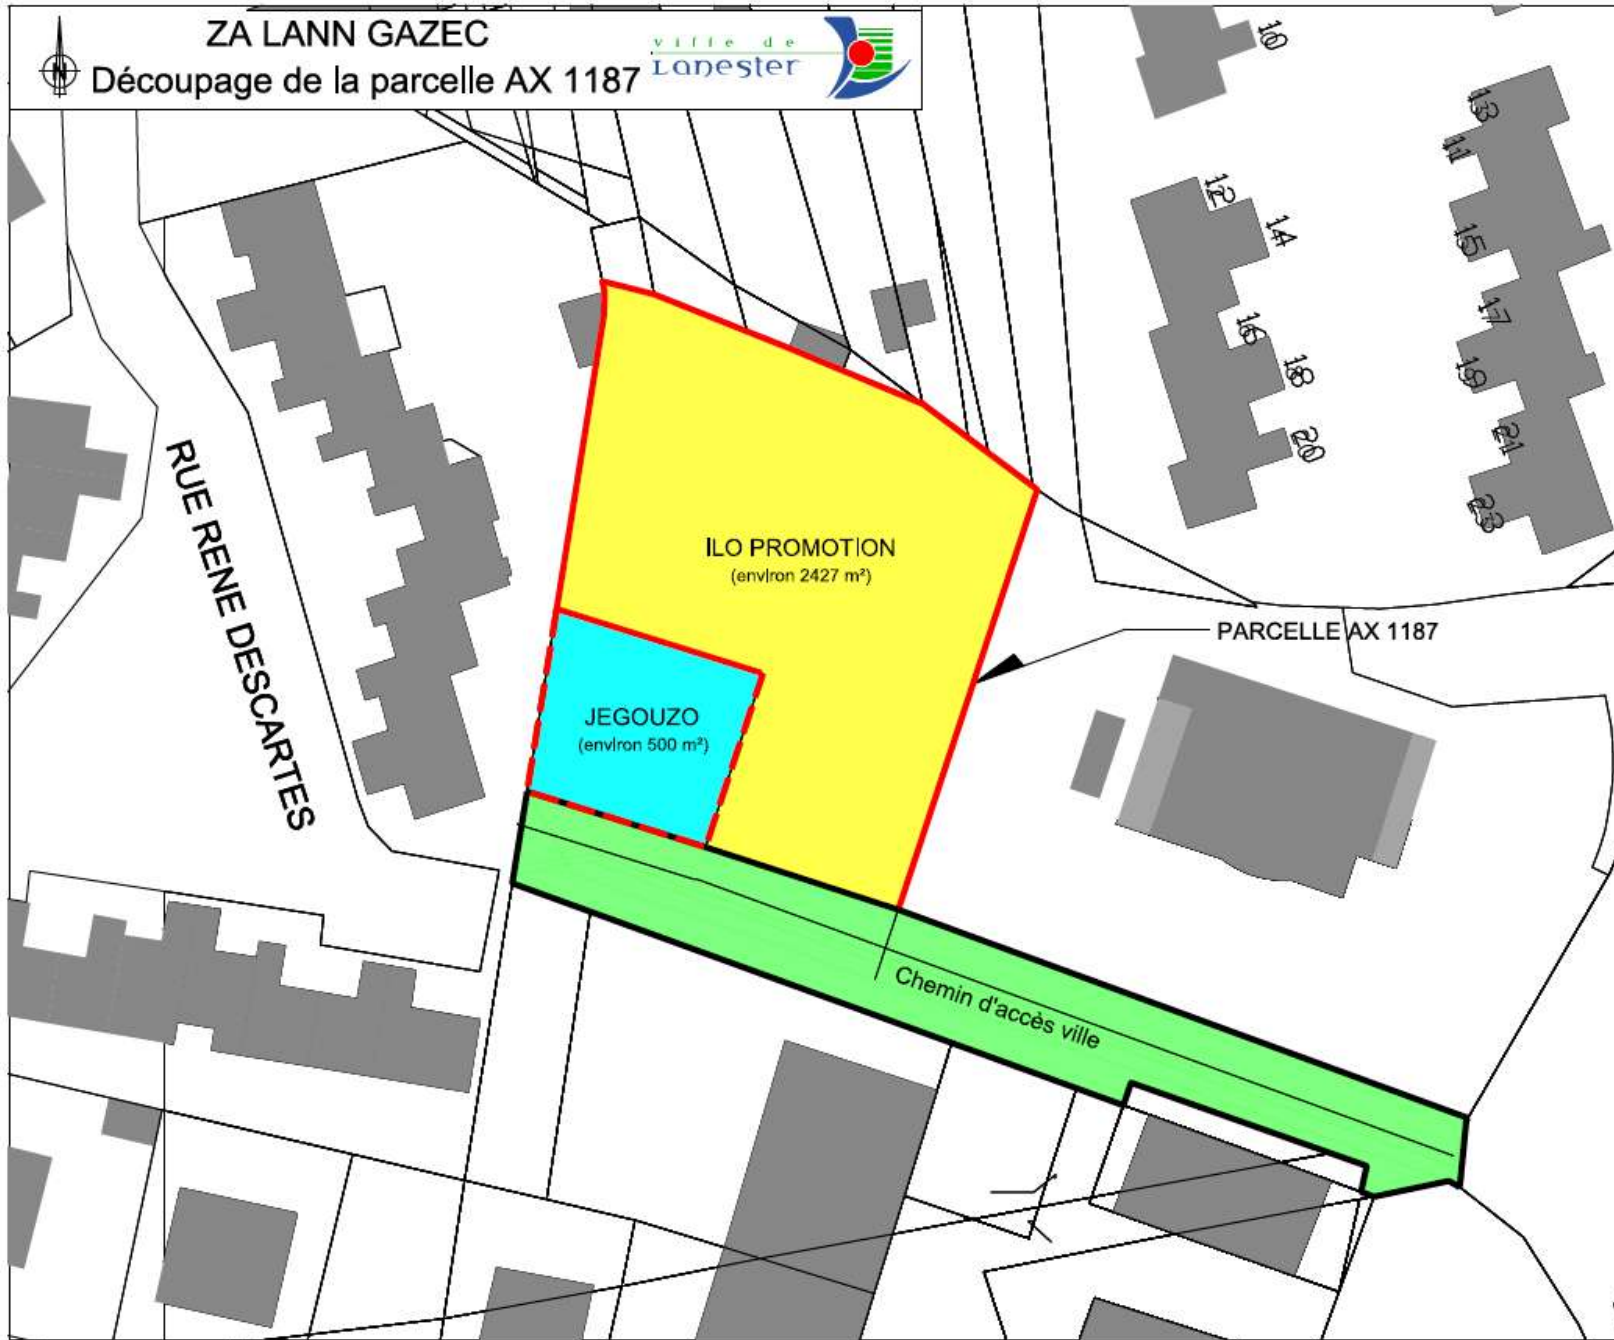 ZA LANN GAZEC
Découpage de la parcelle AX 1187
ville de
Lanester
N
10
13
11
12
14
15
16
17
18
19
20
21
23
RUE RENE DESCARTES
ILO PROMOTION
(environ 2427 m²)
PARCELLE AX 1187
JEGOUZO
(environ 500 m²)
Chemin d'accès ville